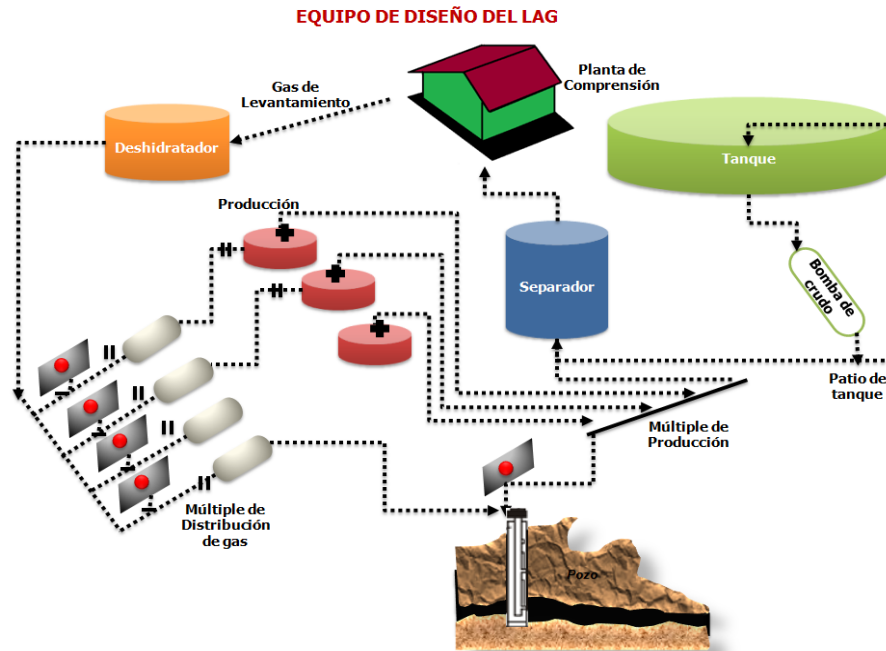 EQUIPO DE DISEÑO DEL LAG
Planta de
Comprensión
Gas de
Levantamiento
Deshidratador
Tanque
Producción
Separador
Bomba de
crudo
Patio de
tanque
Múltiple de
Producción
Múltiple de
Distribución
de gas
Pozo